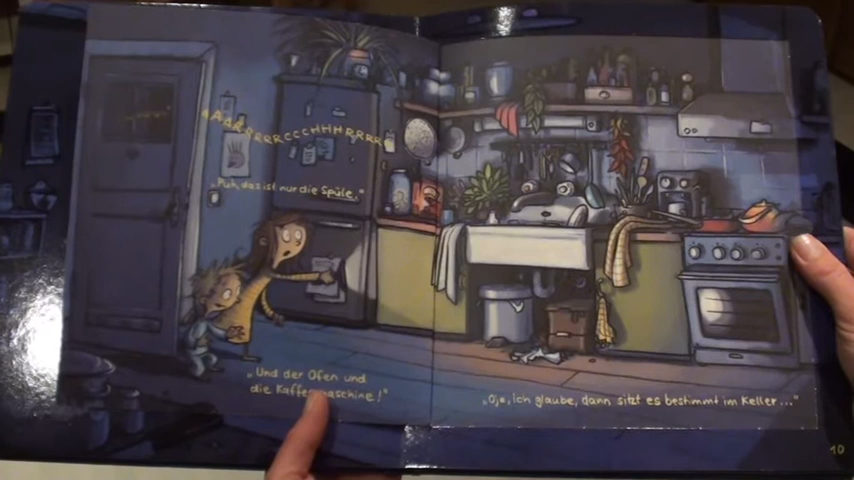 AAARRRRRCCCCHHHRRRR
„Puh, das ist nur die Spüle."
„Und der Ofen und
die Kaffeemaschine!"
„Oje, Ich glaube, dann sitzt es bestimmt im Keller..."
10